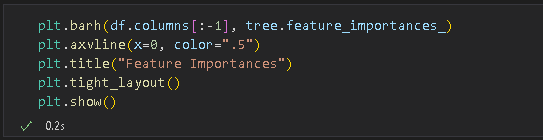 plt.barh(df.columns[:-1], tree.feature_importances_)
plt.axvline(x=0, color=".5")
plt.title("Feature Importances")
plt.tight_layout()
plt.show()
✓ 0.2s